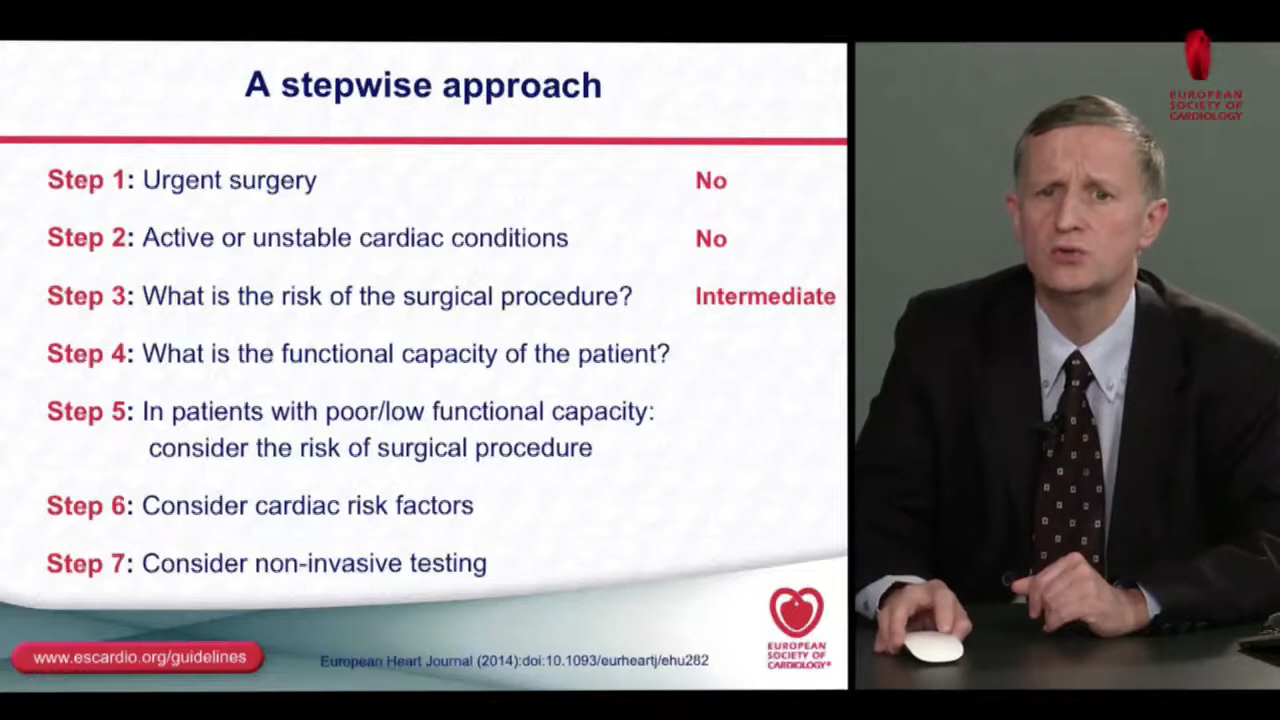 A stepwise approach
Step 1: Urgent surgery No
Step 2: Active or unstable cardiac conditions No
Step 3: What is the risk of the surgical procedure? Intermediate
Step 4: What is the functional capacity of the patient?
Step 5: In patients with poor/low functional capacity:
consider the risk of surgical procedure
Step 6: Consider cardiac risk factors
Step 7: Consider non-invasive testing
www.escardio.org/guidelines
European Heart Journal (2014):doi:10.1093/eurheartj/ehu282
EUROPEAN
SOCIETY OF
CARDIOLOGY®
EUROPEAN
SOCIETY OF
CARDIOLOGY